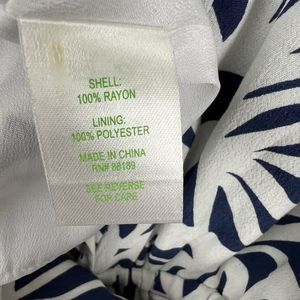 SHELL:
100% RAYON
LINING:
100% POLYESTER
MADE IN CHINA
RN# 88189
SEE REVERSE
FOR CARE